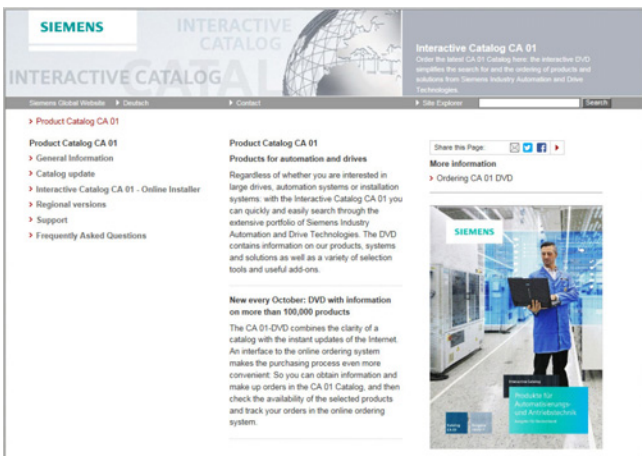 SIEMENS
INTERACTIVE
CATALOG
INTERACTIVE CATALOG
CATAL
Interactive Catalog CA 01
Order the latest CA 01 Catalog here: the interactive DVD
simplifies the search for and the ordering of products and
solutions from Siemens Industry Automation and Drive
Technologies.
Siemens Global Website
Deutsch
Contact
Site Explorer
Search
Product Catalog CA 01
Product Catalog CA 01
General Information
Catalog update
Interactive Catalog CA 01 - Online Installer
Regional versions
Support
Frequently Asked Questions
Product Catalog CA 01
Products for automation and drives
Regardless of whether you are interested in
large drives, automation systems or installation
systems: with the Interactive Catalog CA 01 you
can quickly and easily search through the
extensive portfolio of Siemens Industry
Automation and Drive Technologies. The DVD
contains information on our products, systems
and solutions as well as a variety of selection
tools and useful add-ons.
New every October: DVD with information
on more than 100,000 products
The CA 01-DVD combines the clarity of a
catalog with the instant updates of the Internet.
An interface to the online ordering system
makes the purchasing process even more
convenient: So you can obtain information and
make up orders in the CA 01 Catalog, and then
check the availability of the selected products
and track your orders in the online ordering
system.
Share this Page:
More information
Ordering CA 01 DVD
SIEMENS
Interactive Catalog
Produkte für
Automatisierungs-
und Antriebstechnik